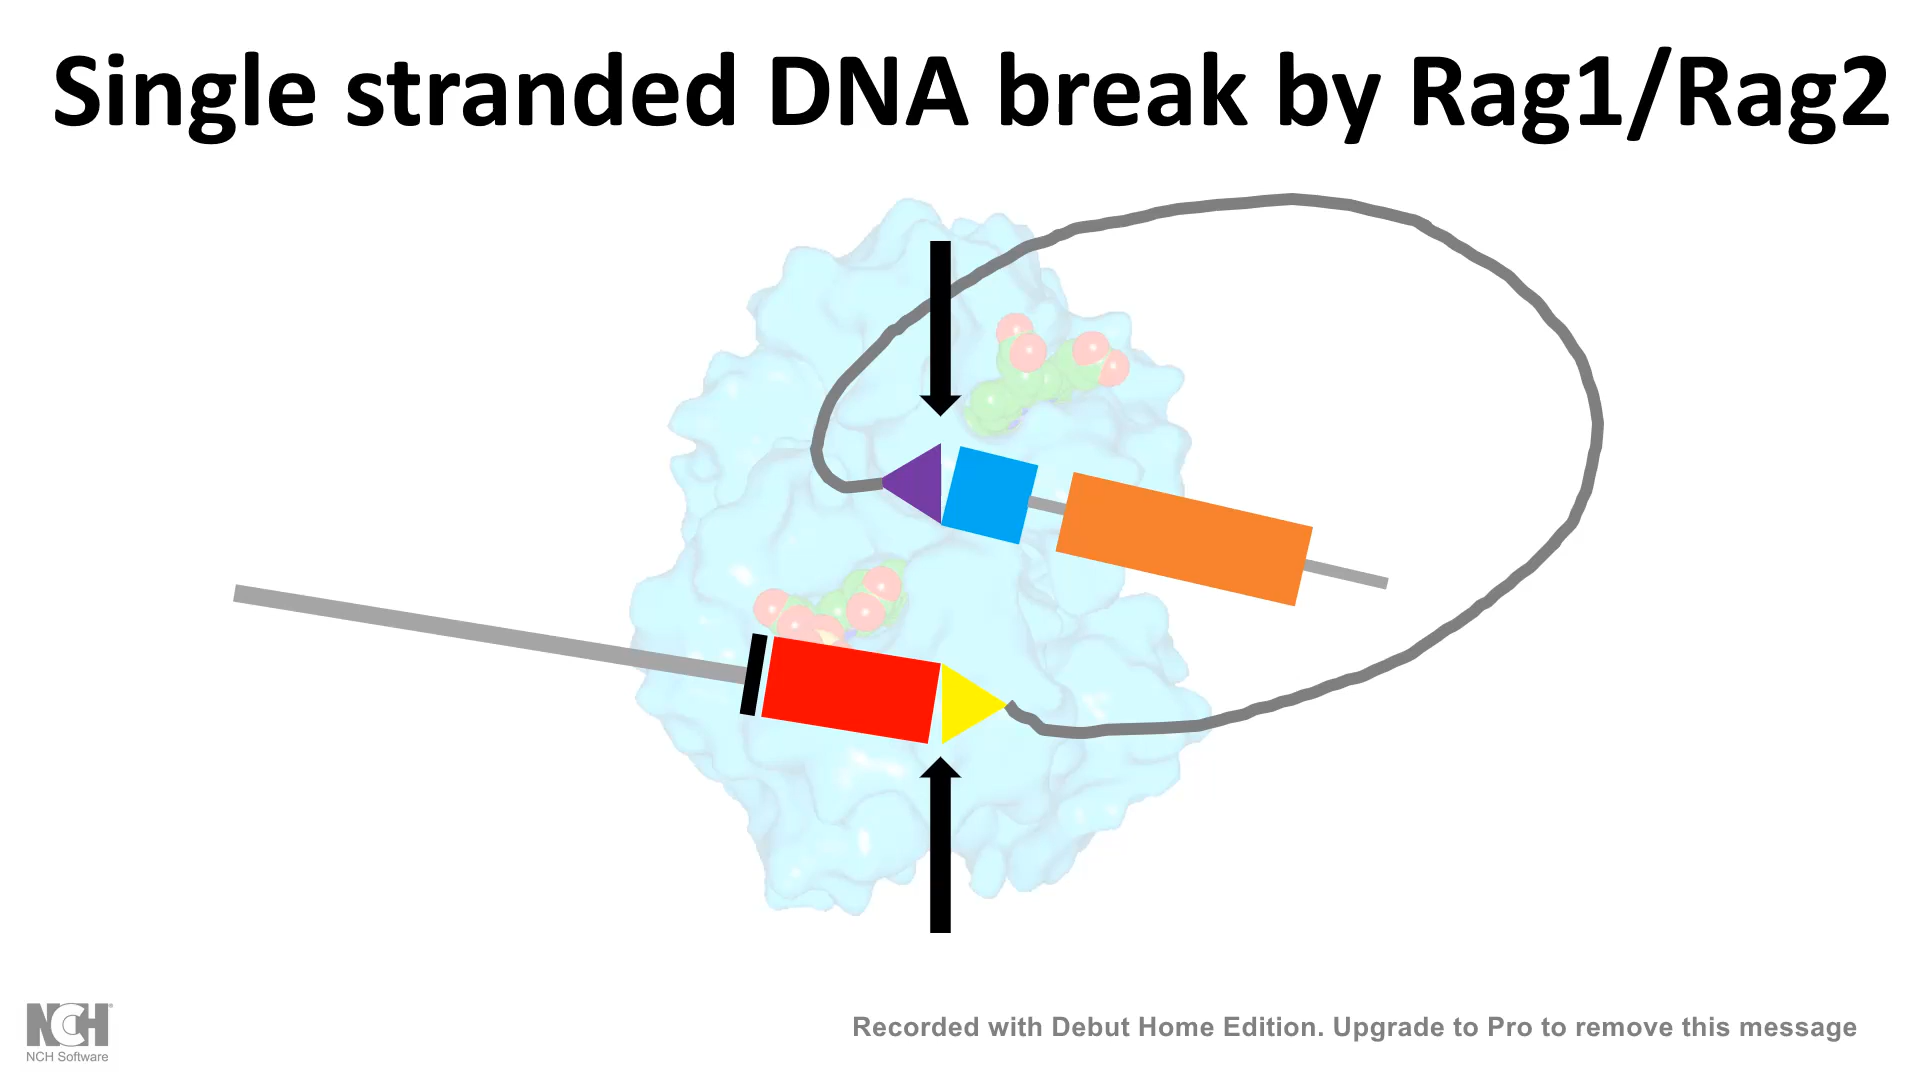 Single stranded DNA break by Rag1/Rag2
NCH
NCH Software
Recorded with Debut Home Edition. Upgrade to Pro to remove this message